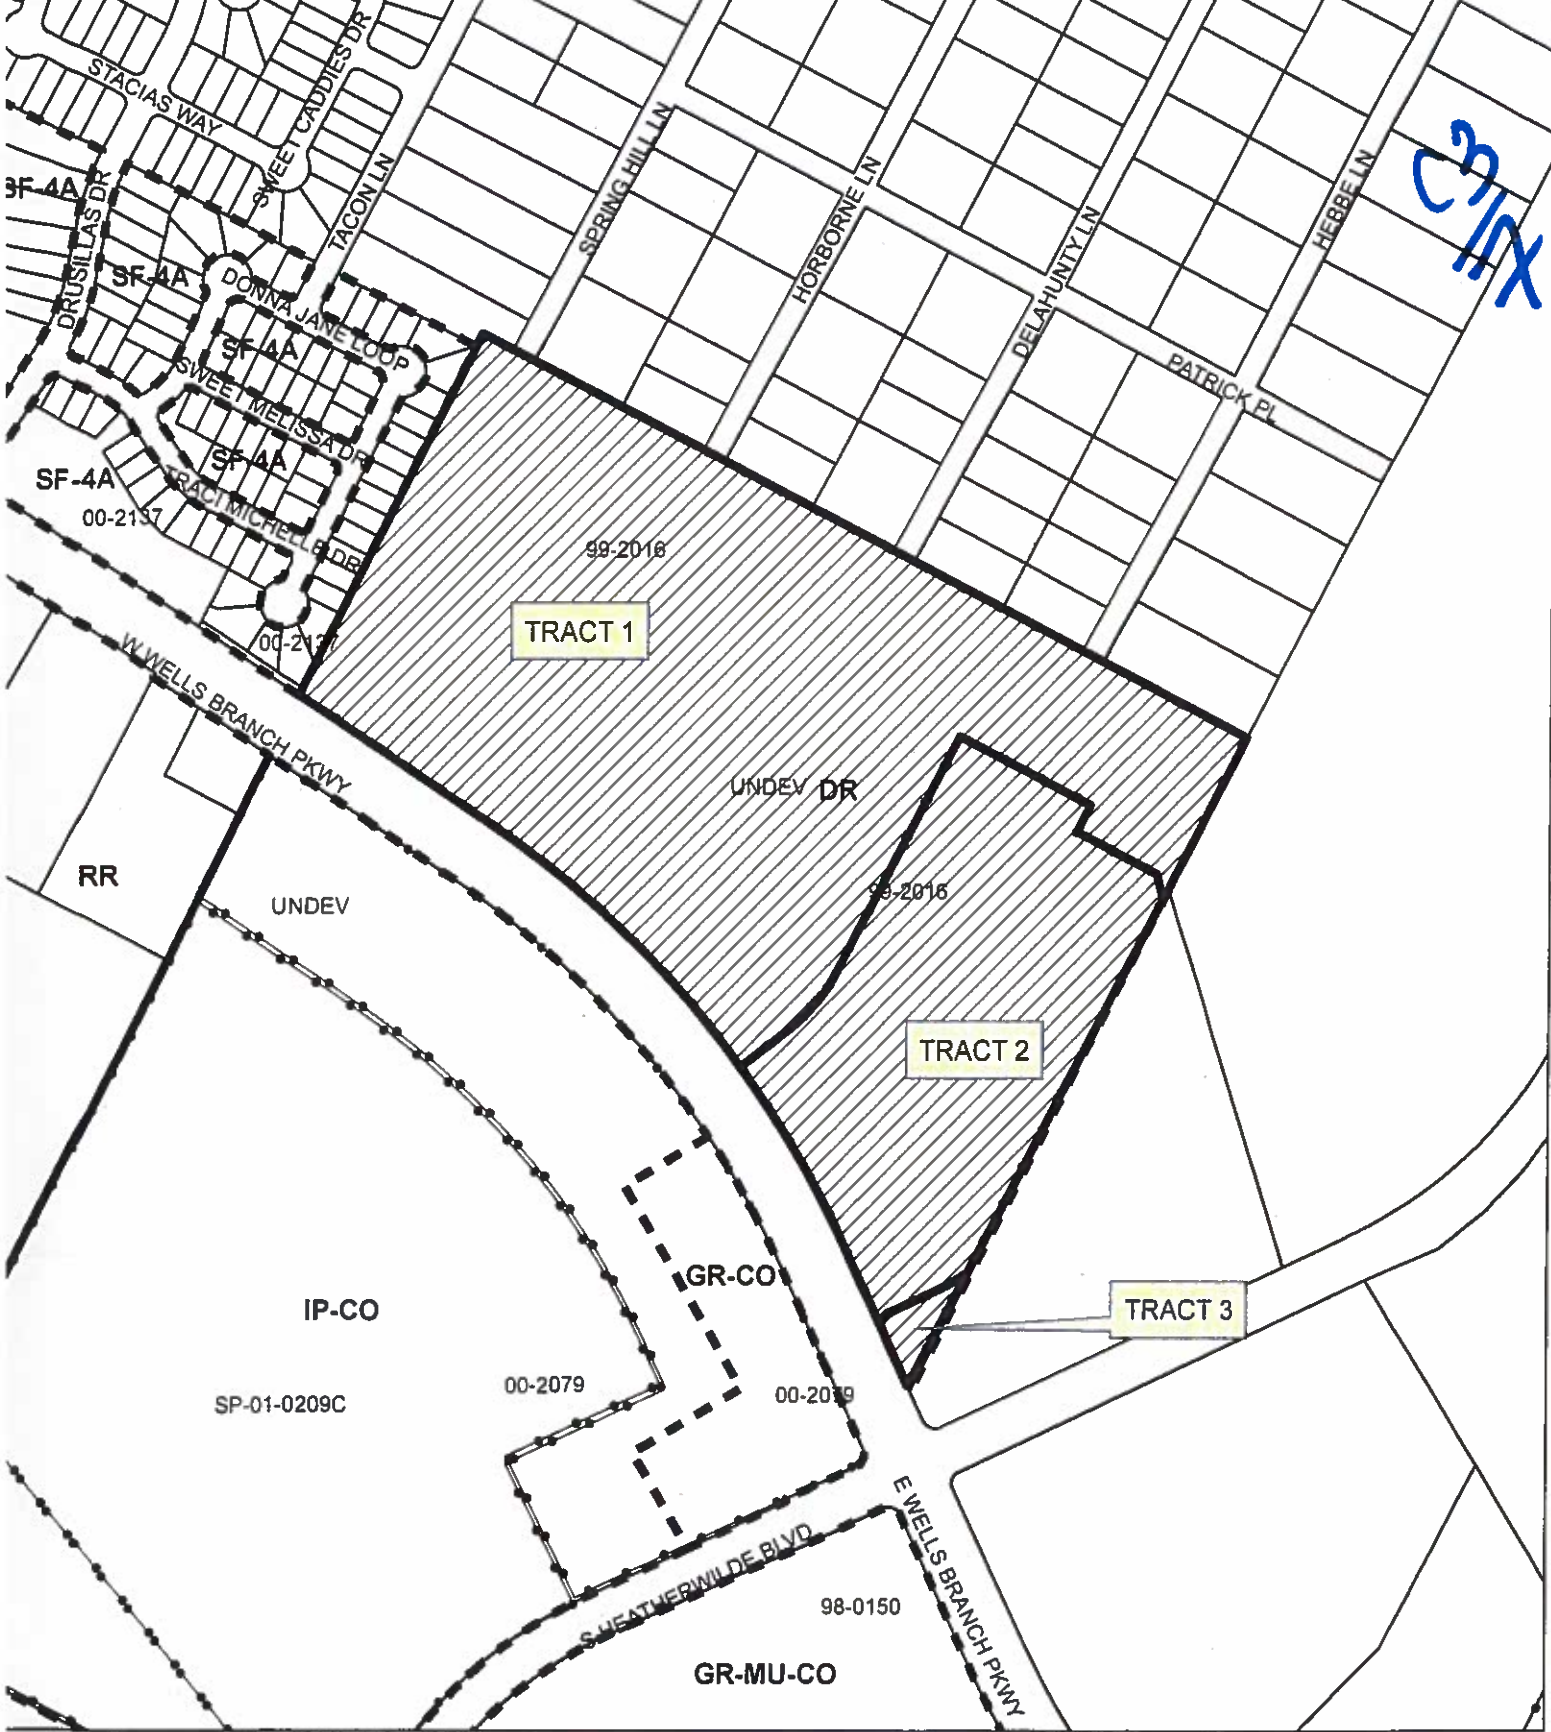 STACIAS WAY
SWEET CADDIES DR
TACON LN
SPRING HILL LN
HORBORNE LN
DELAHUNTY LN
HEBBE LN
PATRICK PL
SF-4A
DRUSILLAS DR
SF-4A
DONNA JANE LOOP
SF-4A
SWEET MELISSA DR
SF-4A
SF-4A
TRACI MICHELLE DR
00-2137
99-2016
TRACT 1
00-2137
W WELLS BRANCH PKWY
UNDEV DR
RR
UNDEV
99-2016
TRACT 2
GR-CO
IP-CO
TRACT 3
00-2079
00-2079
SP-01-0209C
E WELLS BRANCH PKWY
S HEATHERWILDE BLVD
98-0150
GR-MU-CO